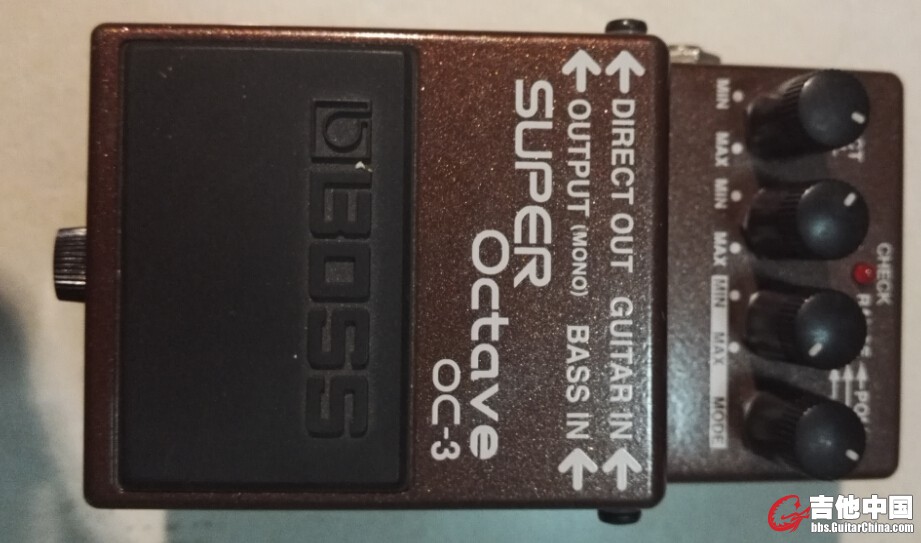 CHECK
MIN MAX MIN MAX MIN MAX MODE
DIRECT OUT GUITAR IN
OUTPUT (MONO) BASS IN
SUPER
Octave
OC-3
BOSS
吉他中国
bbs.GuitarChina.com